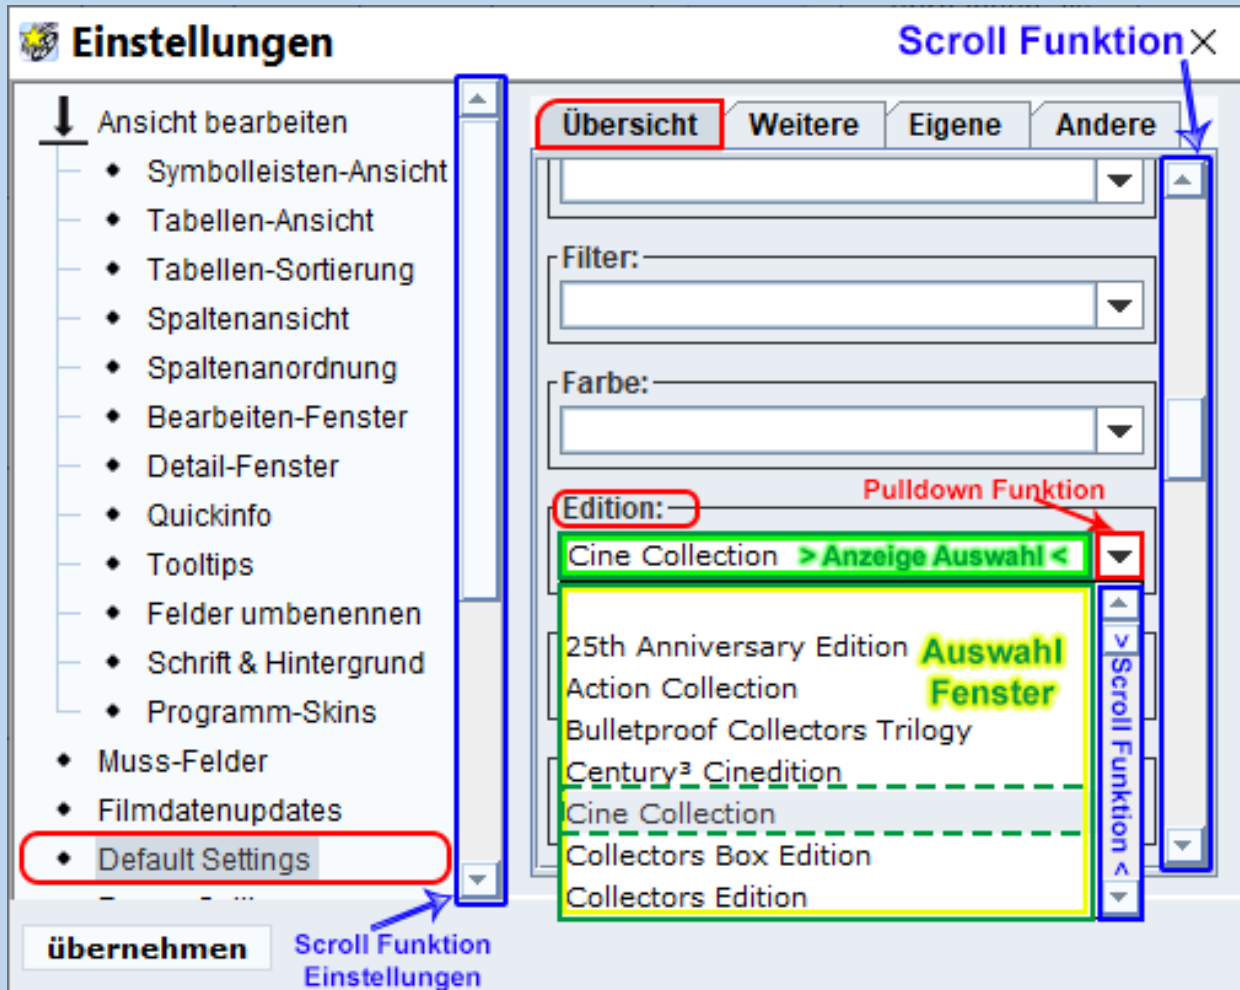 Einstellungen
Scroll Funktion
Ansicht bearbeiten
Symbolleisten-Ansicht
Tabellen-Ansicht
Tabellen-Sortierung
Spaltenansicht
Spaltenanordnung
Bearbeiten-Fenster
Detail-Fenster
Quickinfo
Tooltips
Felder umbenennen
Schrift & Hintergrund
Programm-Skins
Muss-Felder
Filmdatenupdates
Default Settings
übernehmen
Scroll Funktion
Einstellungen
Übersicht Weitere Eigene Andere
Filter:
Farbe:
Edition:
Pulldown Funktion
Cine Collection > Anzeige Auswahl <
25th Anniversary Edition
Action Collection
Bulletproof Collectors Trilogy
Century³ Cinedition
Cine Collection
Collectors Box Edition
Collectors Edition
Auswahl
Fenster
> Scroll Funktion <